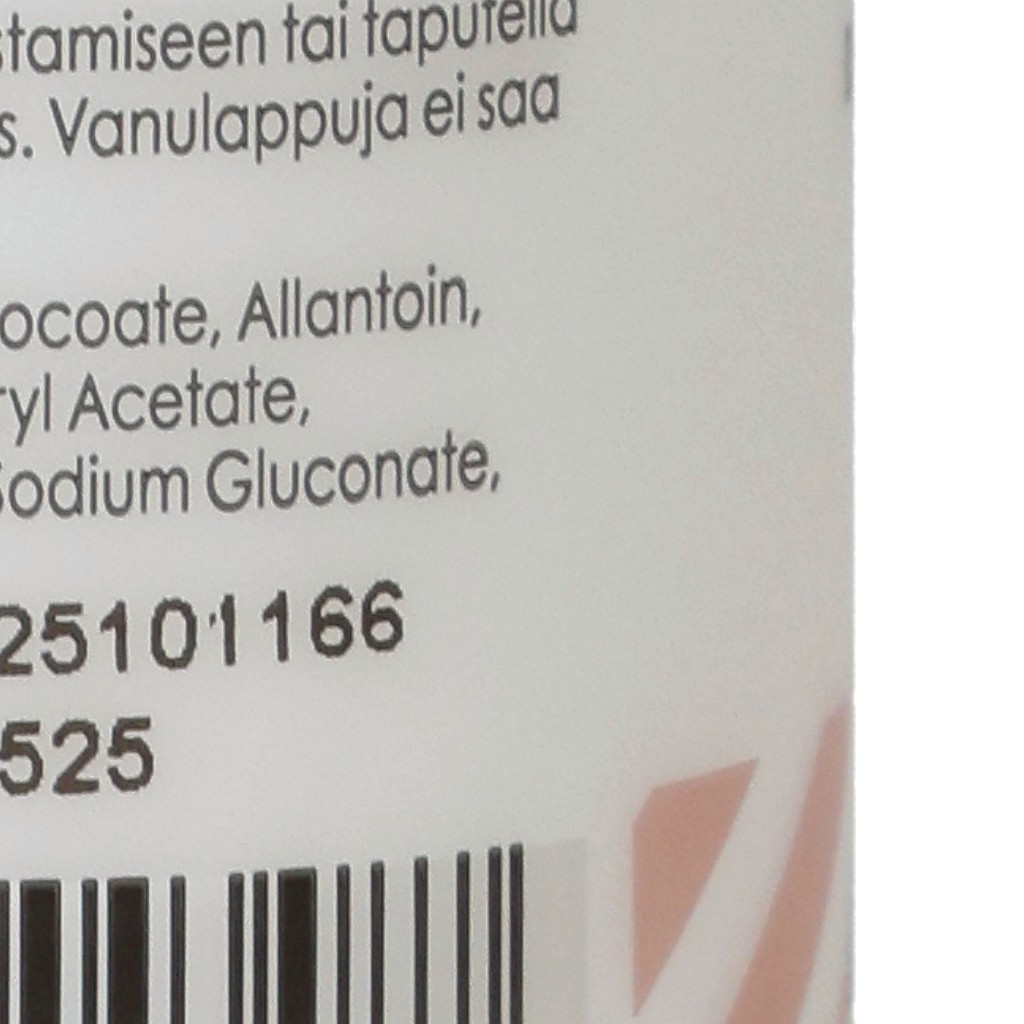 stamiseen tai taputella
s. Vanulappuja ei saa
ocoate, Allantoin,
ryl Acetate,
Sodium Gluconate,
25101166
525